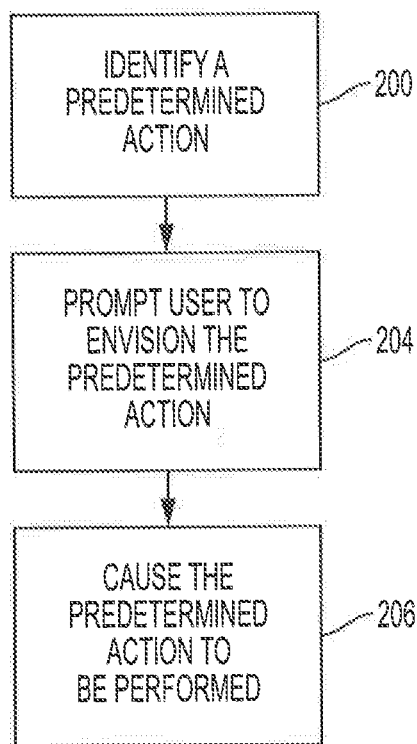 IDENTIFY A
PREDETERMINED
ACTION
200
PROMPT USER TO
ENVISION THE
PREDETERMINED
ACTION
204
CAUSE THE
PREDETERMINED
ACTION TO
BE PERFORMED
206